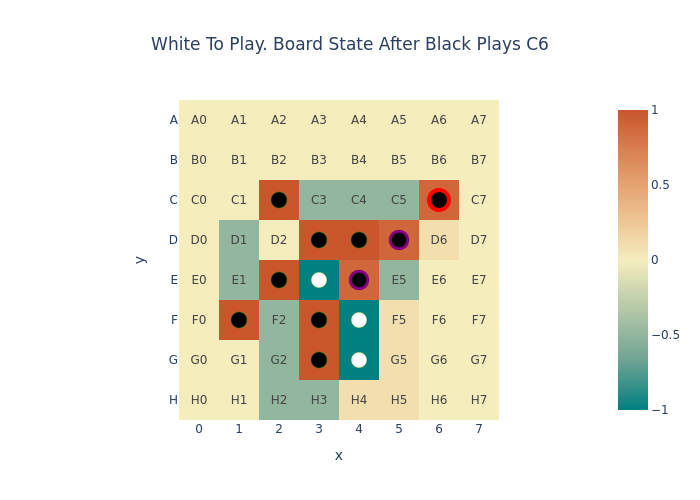 White To Play. Board State After Black Plays C6
A A0 A1 A2 A3 A4 A5 A6 A7
B B0 B1 B2 B3 B4 B5 B6 B7
C C0 C1 C3 C4 C5 C7
D D0 D1 D2 D6 D7
E E0 E1 E5 E6 E7
F F0 F2 F5 F6 F7
G G0 G1 G2 G5 G6 G7
H H0 H1 H2 H3 H4 H5 H6 H7
0 1 2 3 4 5 6 7
x
y
1
0.5
0
−0.5
−1